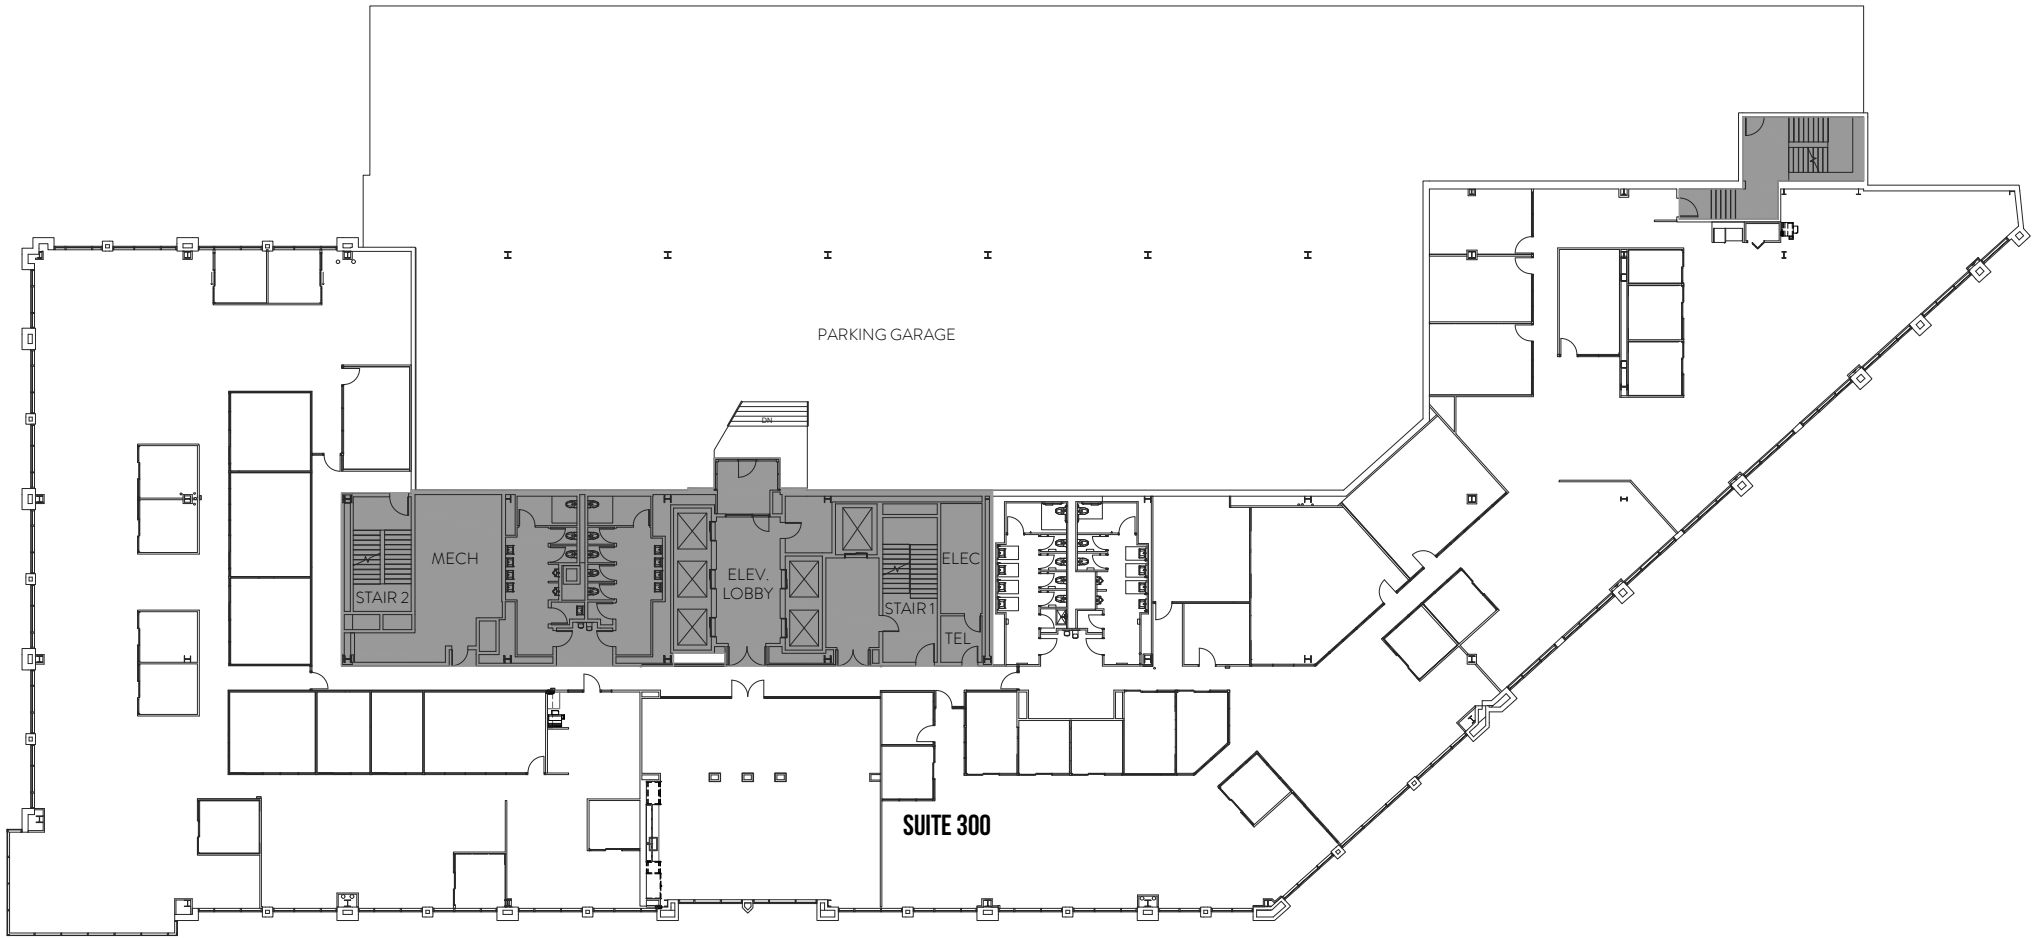 PARKING GARAGE
DN
MECH
ELEV.
LOBBY
ELEC
STAIR 2
STAIR 1
TEL
SUITE 300